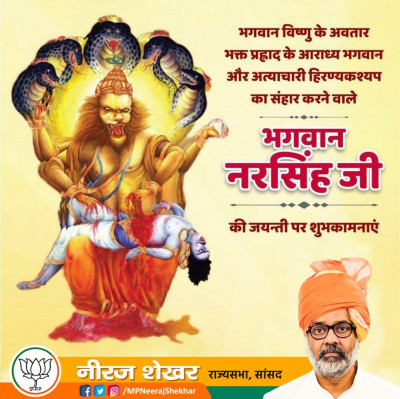 भगवान विष्णु के अवतार
भक्त प्रह्लाद के आराध्य भगवान
और अत्याचारी हिरण्यकश्यप
का संहार करने वाले
भगवान
नरसिंह जी
की जयन्ती पर शुभकामनाएं
नीरज शेखर राज्यसभा, सांसद
/MPNeerajShekhar